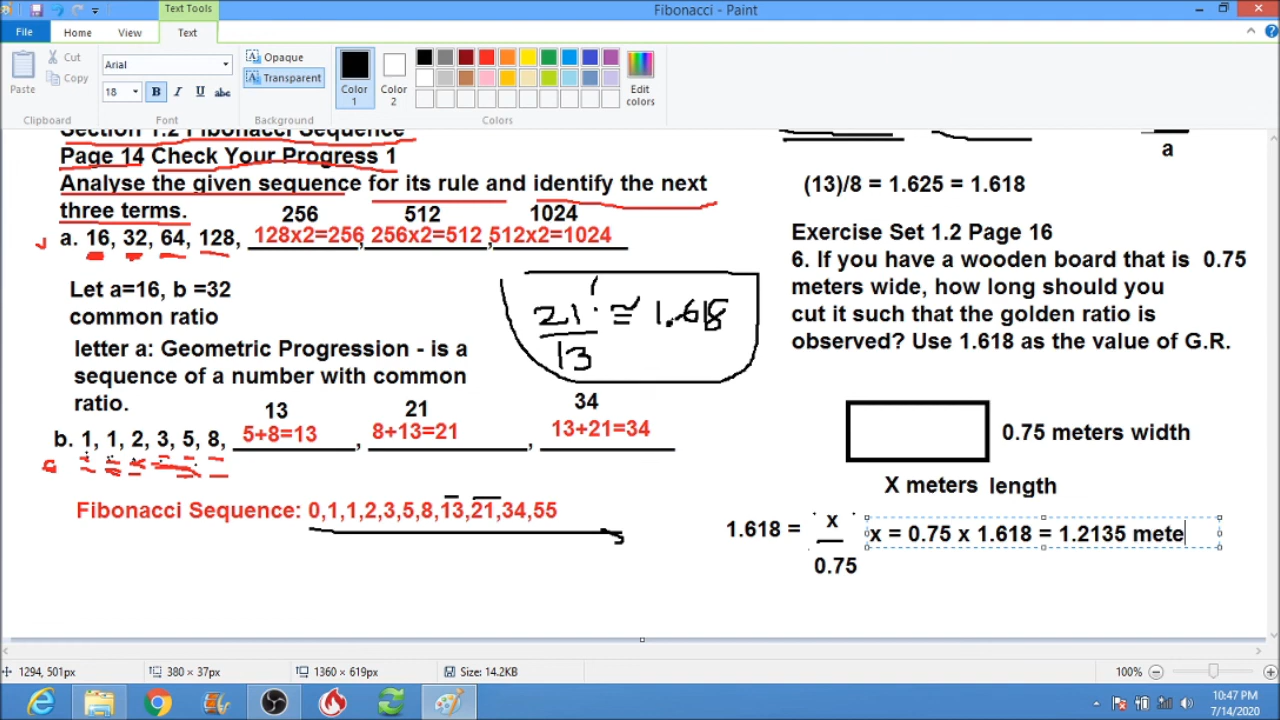 Text Tools
Fibonacci - Paint
File
Home
View
Text
Cut
Copy
Paste
Clipboard
Arial
18
B I U abc
Font
Opaque
Transparent
Background
Color 1
Color 2
Edit colors
Colors
Section 1.2 Fibonacci Sequence
Page 14 Check Your Progress 1
Analyse the given sequence for its rule and identify the next
three terms.
256 512 1024
a. 16, 32, 64, 128, 128x2=256, 256x2=512, 512x2=1024
Let a=16, b =32
common ratio
letter a: Geometric Progression - is a
sequence of a number with common
ratio.
21/13 ≅ 1.618
13 21 34
b. 1, 1, 2, 3, 5, 8, 5+8=13, 8+13=21, 13+21=34
Fibonacci Sequence: 0,1,1,2,3,5,8,13,21,34,55
a
(13)/8 = 1.625 = 1.618
Exercise Set 1.2 Page 16
6. If you have a wooden board that is 0.75
meters wide, how long should you
cut it such that the golden ratio is
observed? Use 1.618 as the value of G.R.
0.75 meters width
X meters length
1.618 = x
0.75
x = 0.75 x 1.618 = 1.2135 mete
1294, 501px
380 × 37px
1360 × 619px
Size: 14.2KB
100%
10:47 PM
7/14/2020